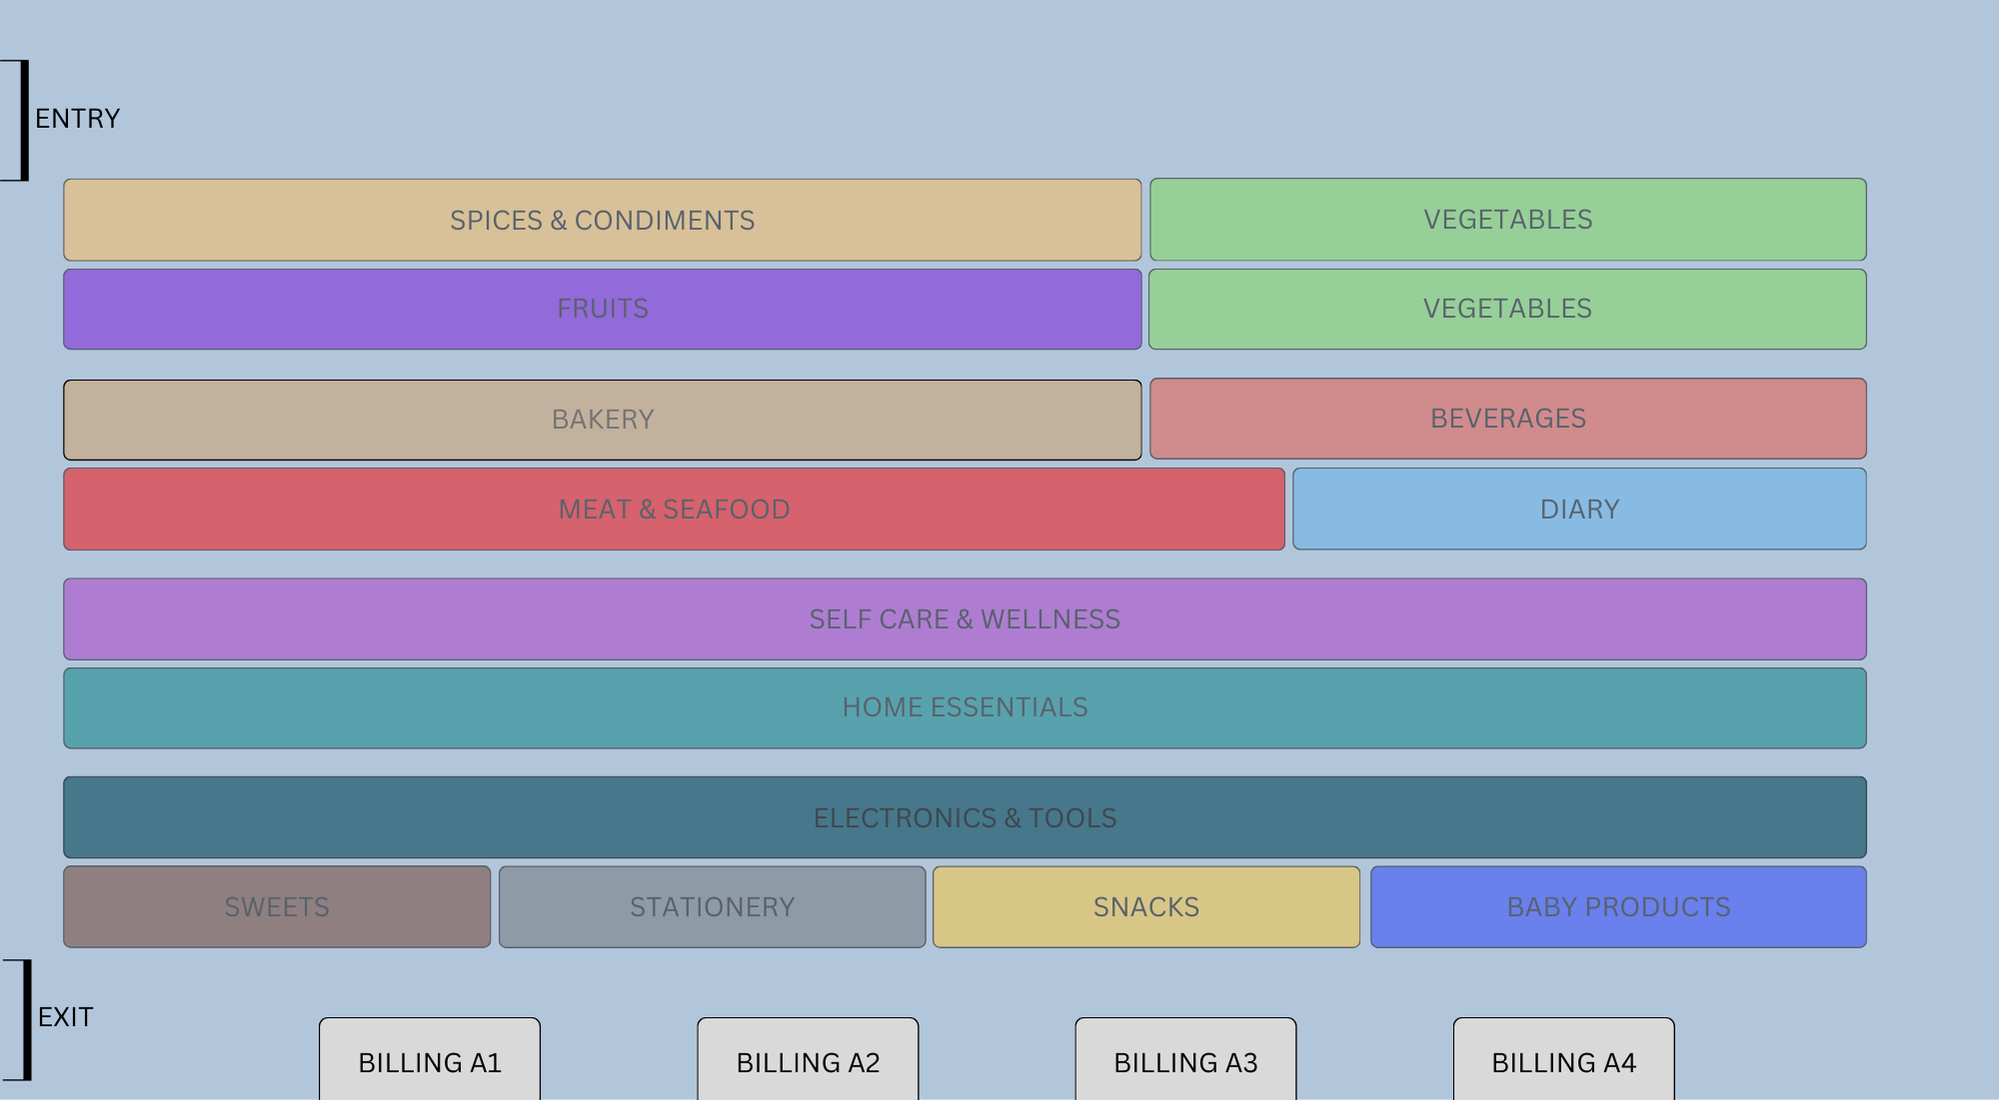 ENTRY
SPICES & CONDIMENTS
VEGETABLES
FRUITS
VEGETABLES
BAKERY
BEVERAGES
MEAT & SEAFOOD
DIARY
SELF CARE & WELLNESS
HOME ESSENTIALS
ELECTRONICS & TOOLS
SWEETS
STATIONERY
SNACKS
BABY PRODUCTS
EXIT
BILLING A1
BILLING A2
BILLING A3
BILLING A4